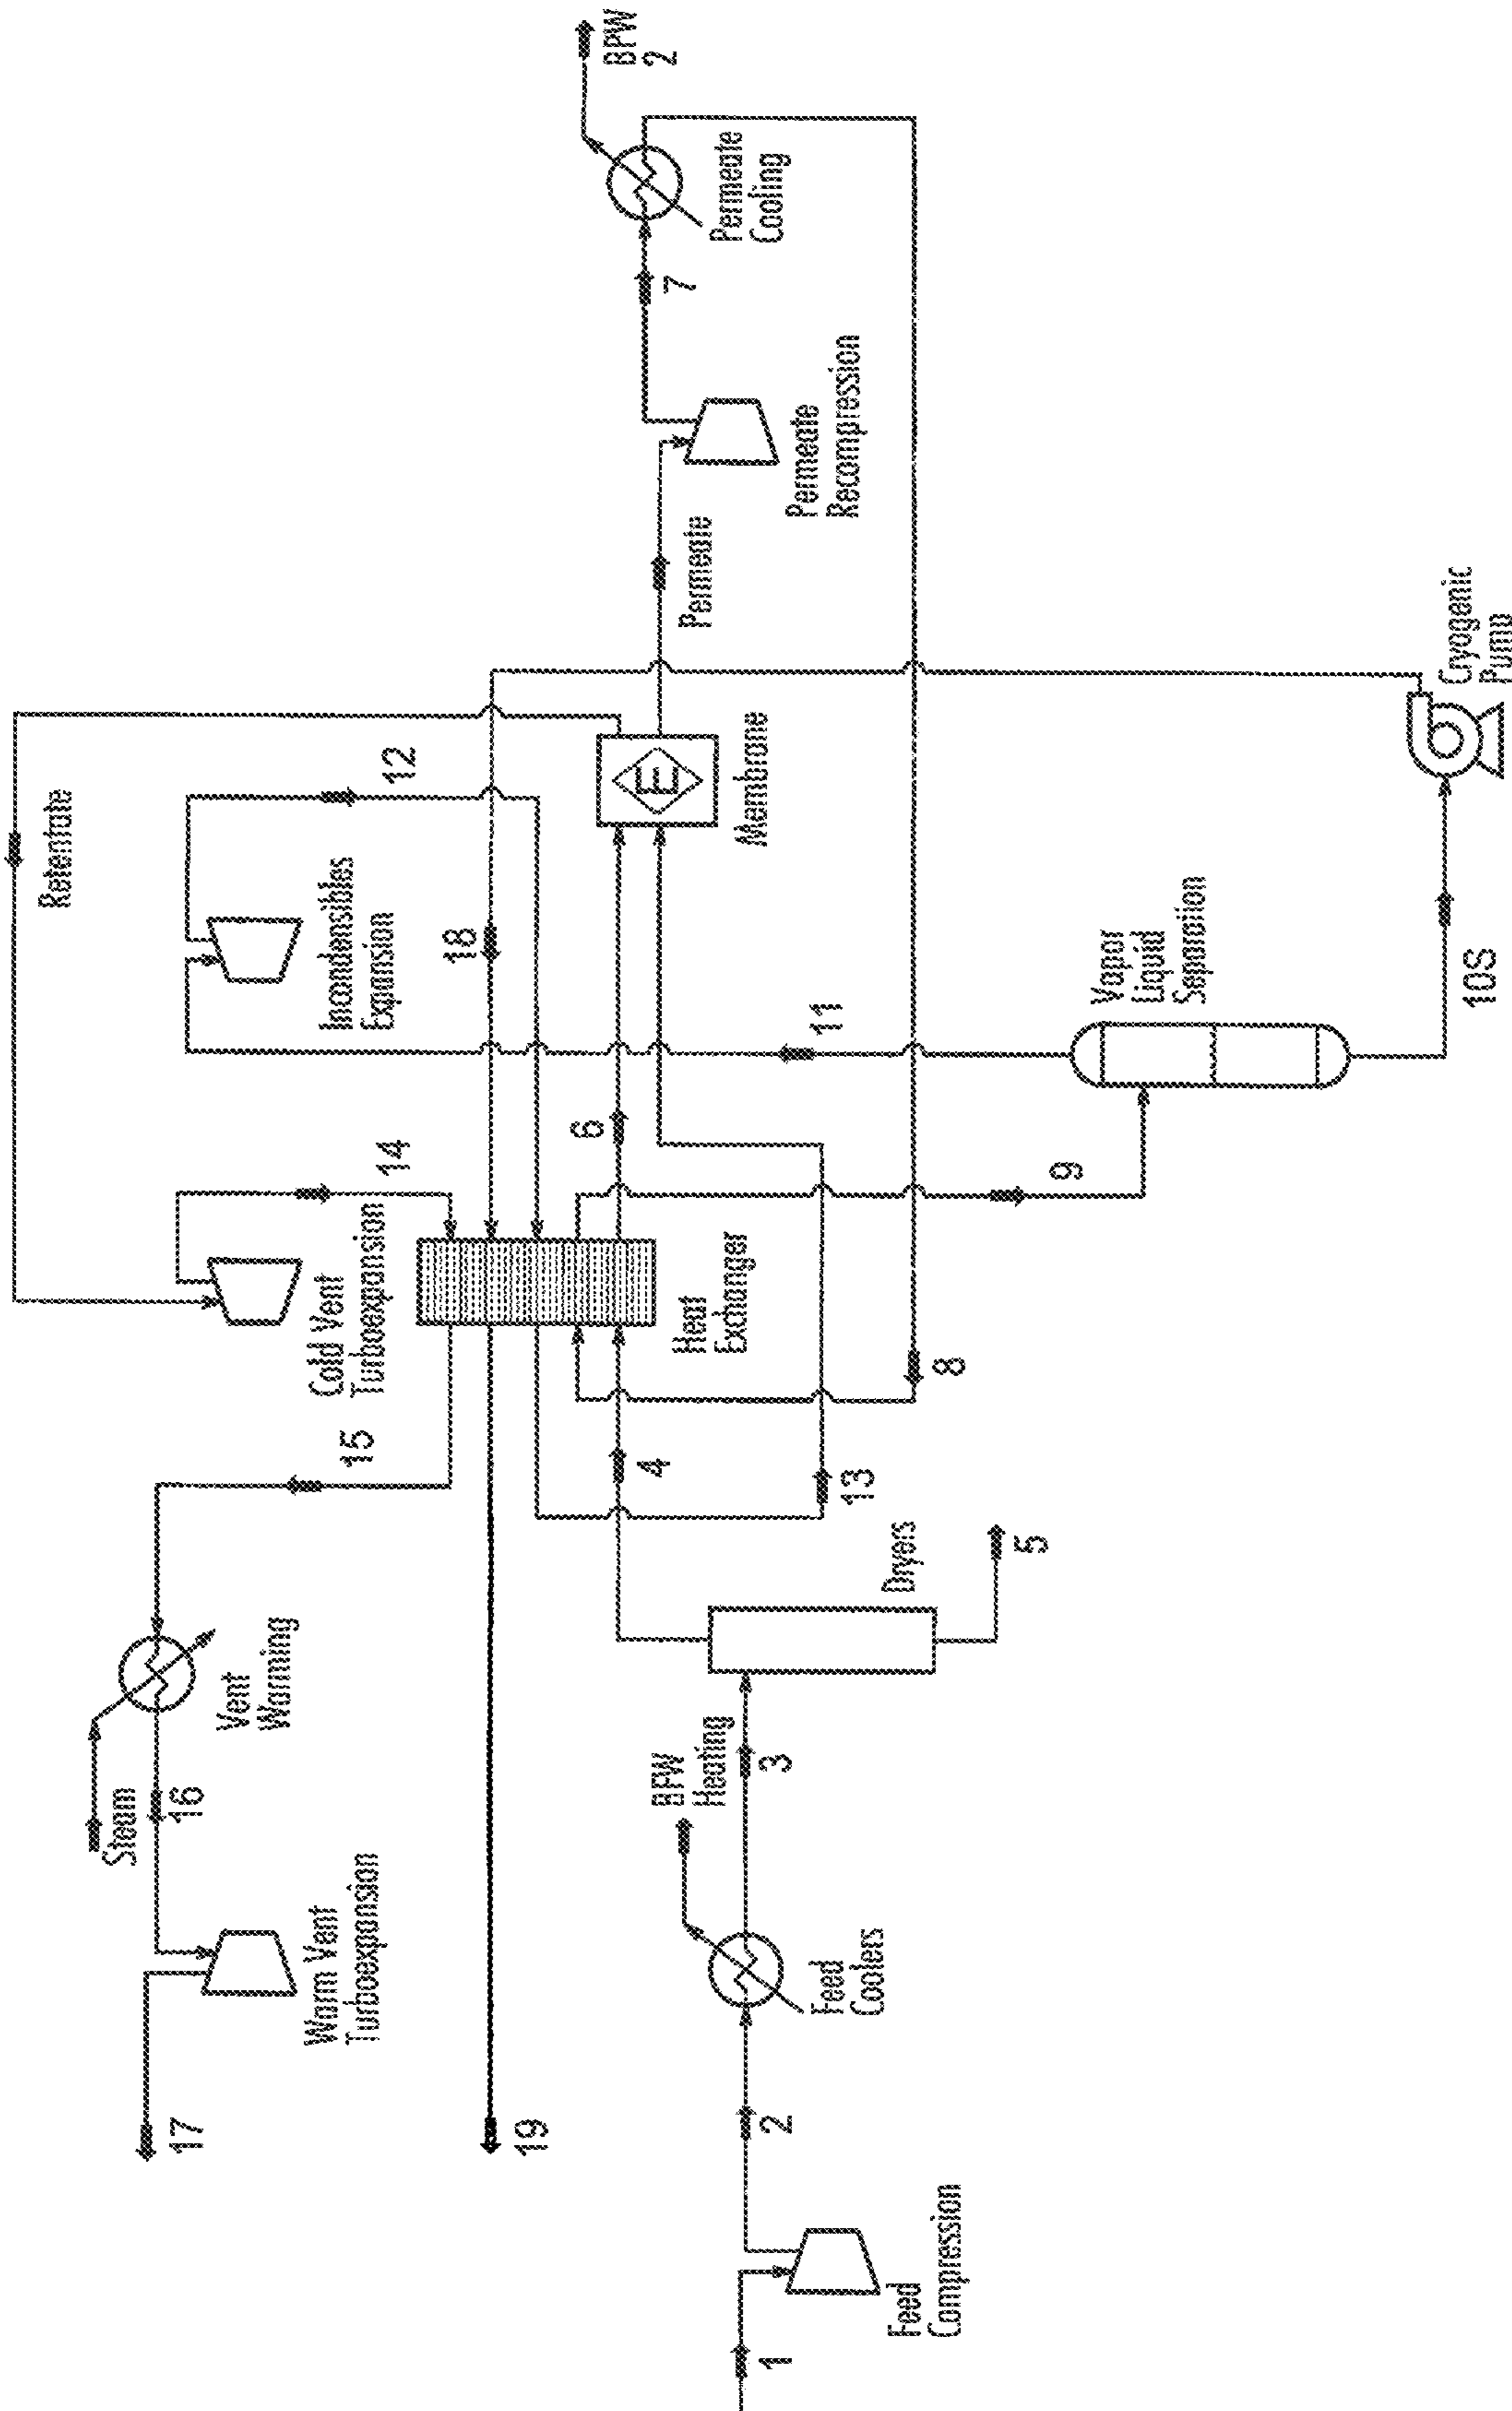 Retentate
Steam
16
Vent
Warming
17
Worm Vent
Turboexpansion
15
Cold Vent
Turboexpansion
14
Incondensibles
Expansion
12
18
19
BPW
2
6
Heat
Exchanger
Membrane
Permeate
7
Permeate
Cooling
Permeate
Recompression
4
BFW
Heating
1
2
3
Feed
Compression
Feed
Coolers
Dryers
13
11
8
5
9
Vapor
Liquid
Separation
10S
Cryogenic
Pump